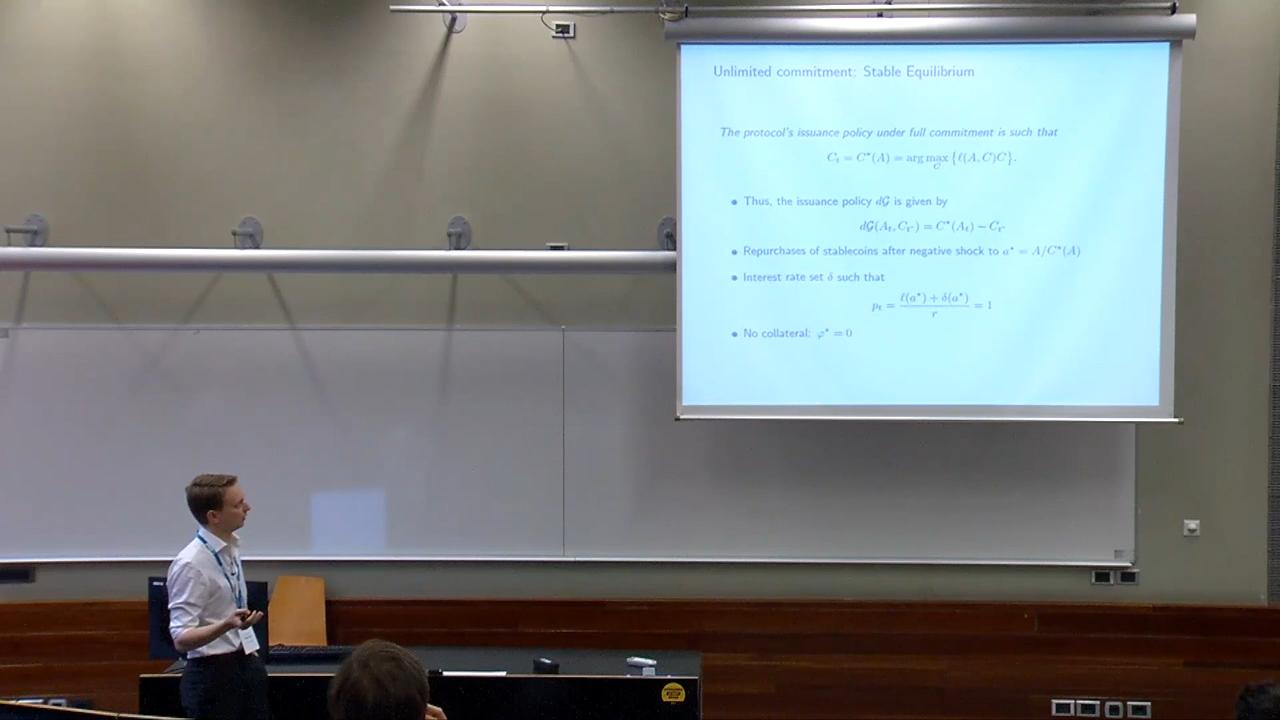 Unlimited commitment: Stable Equilibrium
The protocol's issuance policy under full commitment is such that
C_t = C*(A) = arg max_C {ℓ(A, C)C}.
• Thus, the issuance policy d𝒢 is given by
d𝒢(A_t, C_{t⁻}) = C*(A_t) − C_{t⁻}
• Repurchases of stablecoins after negative shock to a* = A/C*(A)
• Interest rate set δ such that
p_t = (ℓ(a*) + δ(a*)) / r = 1
• No collateral: φ* = 0